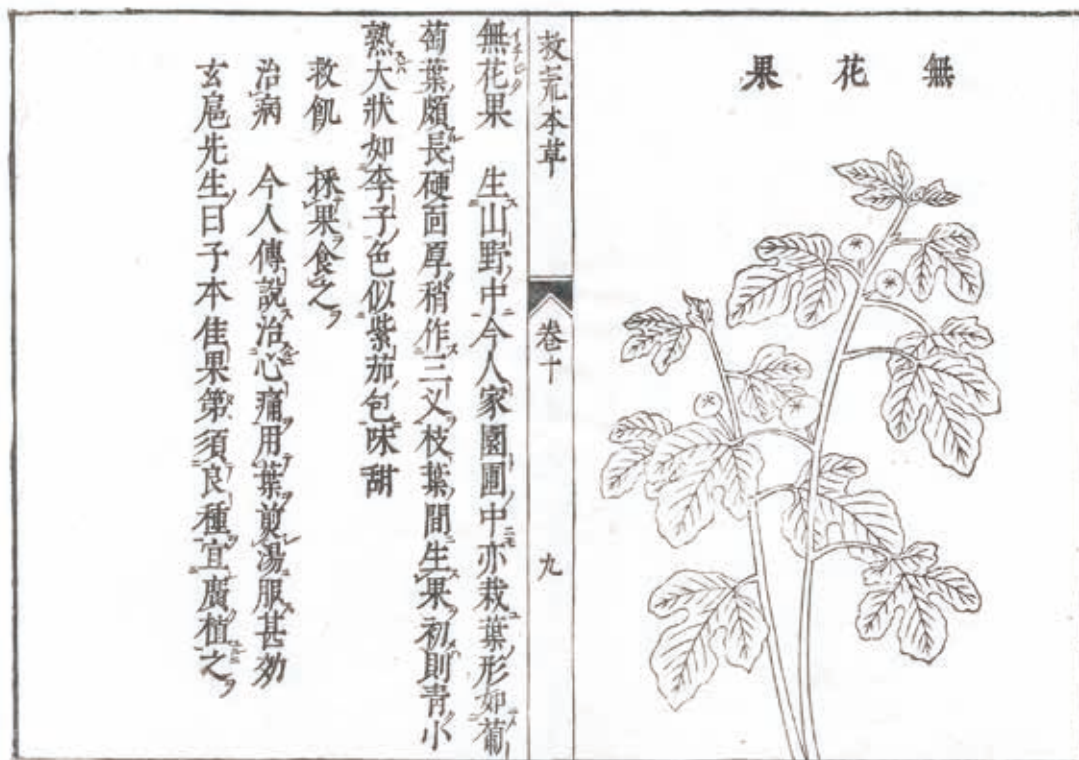 無花果
救荒本草
卷十
九
無花果 生山野中今人家園圃中亦栽葉形如葡
萄葉頗長硬而厚稍作三叉枝葉間生果初則青小
熟大狀如李子色似紫茄色味甜
救飢 採果食之
治病 今人傳說治心痛用葉煎湯服甚効
玄扈先生曰子本佳果第須良種宜廣植之